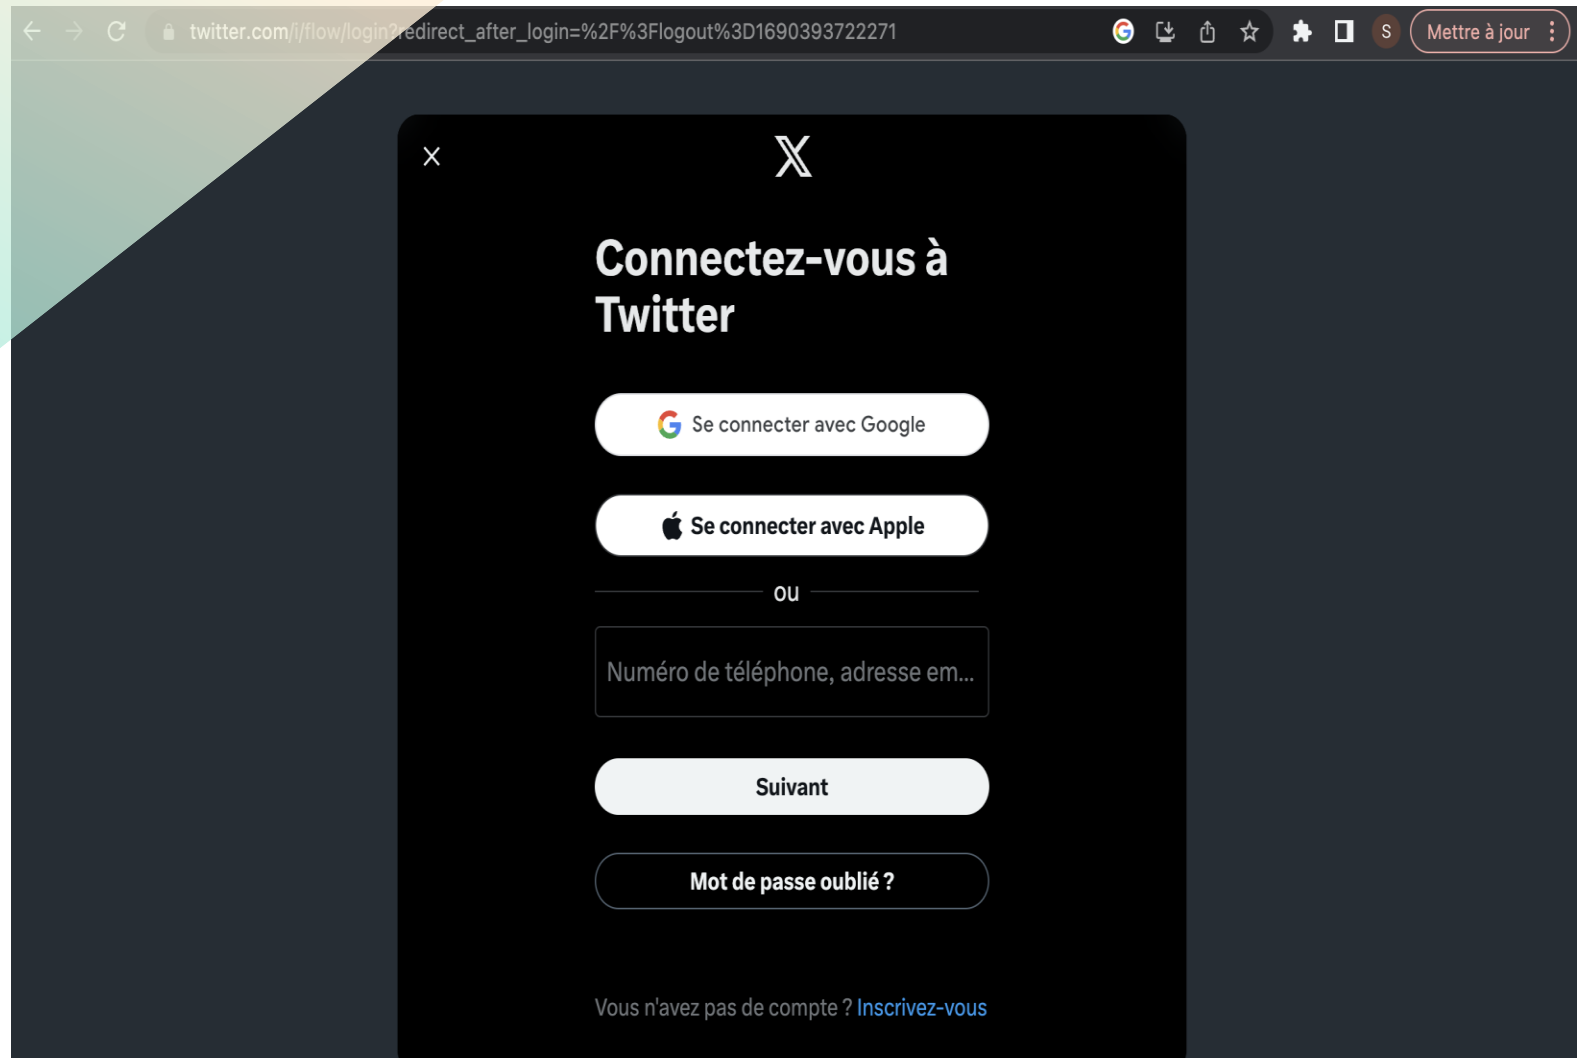 twitter.com/i/flow/login?redirect_after_login=%2F%3Flogout%3D1690393722271
S
Mettre à jour
Connectez-vous à
Twitter
Se connecter avec Google
Se connecter avec Apple
ou
Numéro de téléphone, adresse em...
Suivant
Mot de passe oublié ?
Vous n'avez pas de compte ? Inscrivez-vous